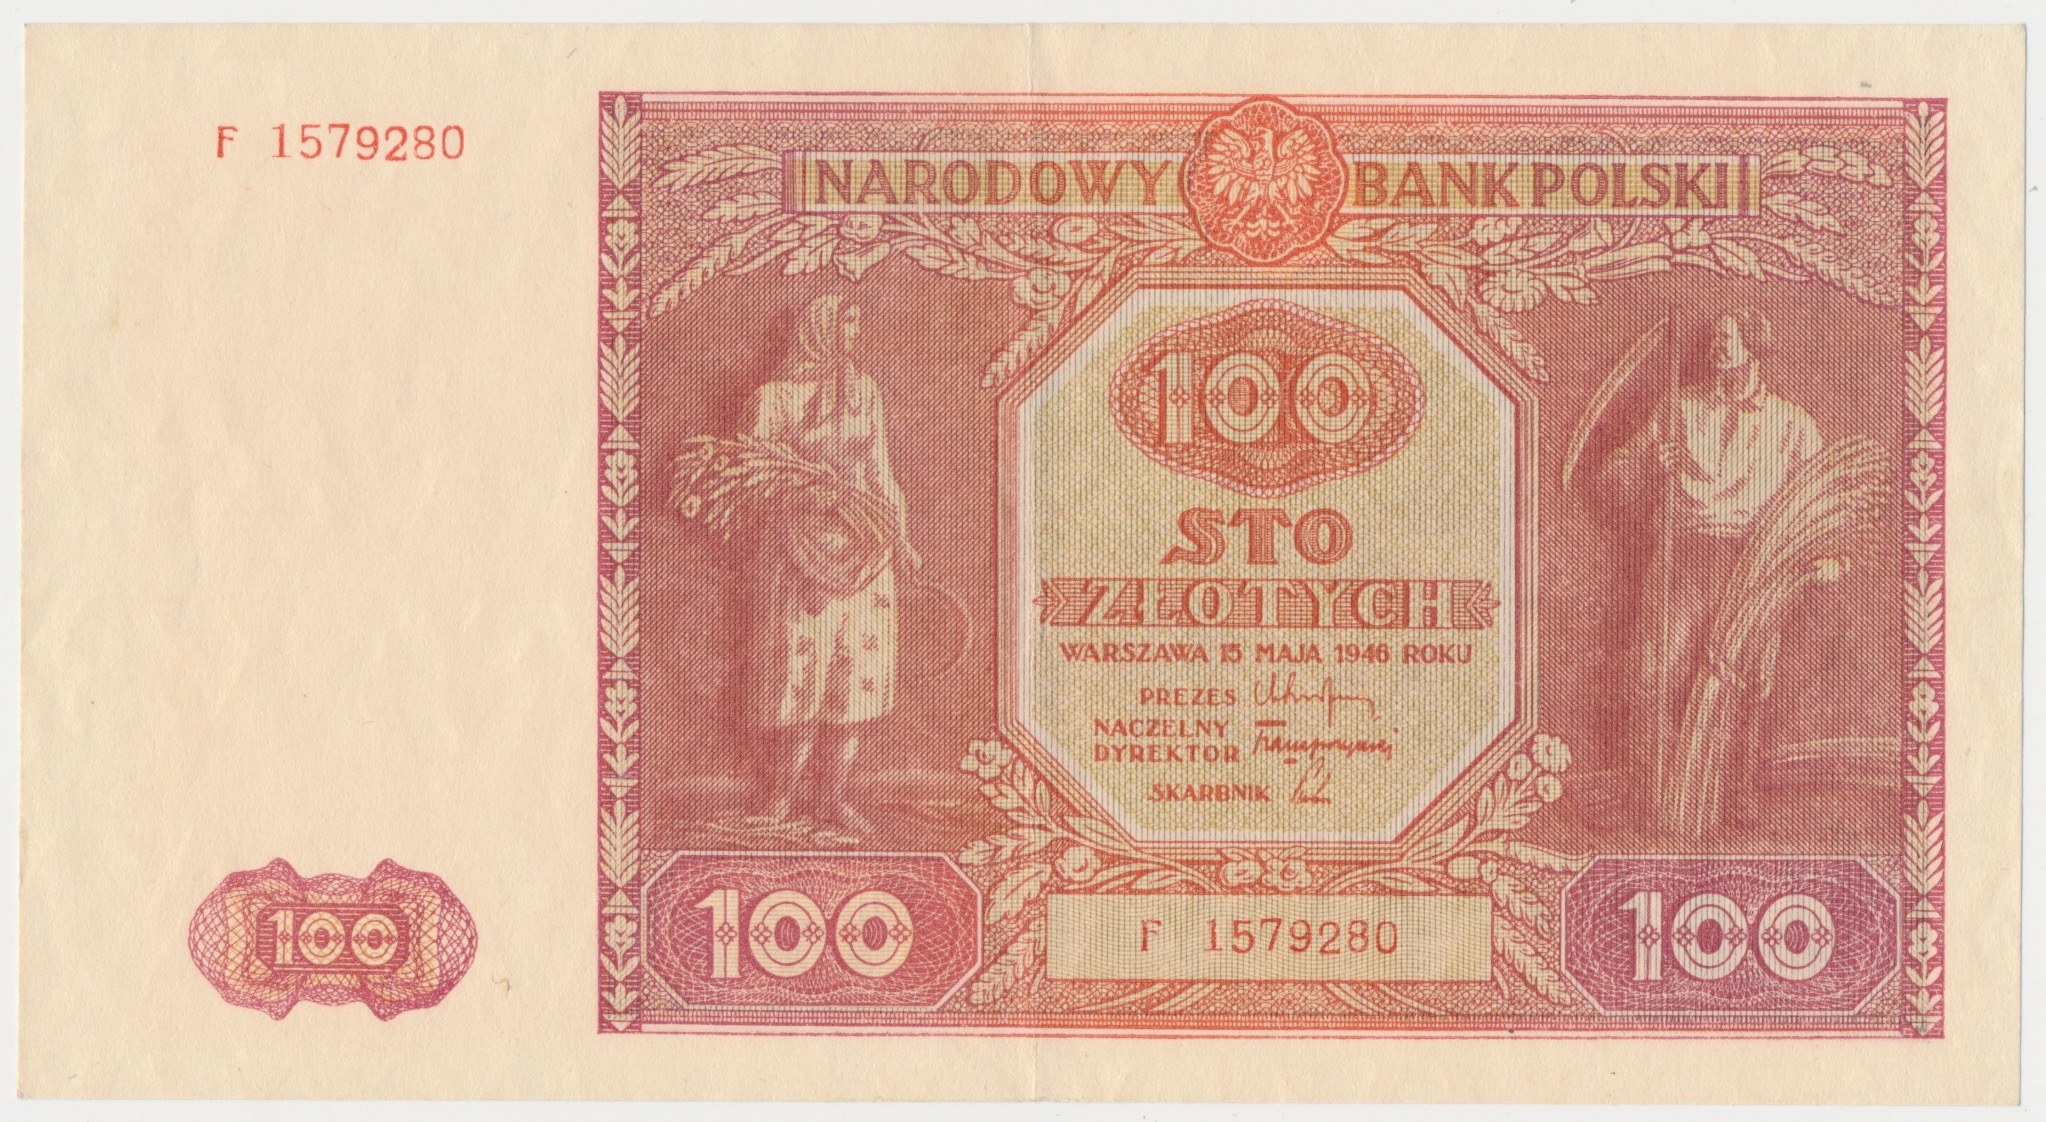 F 1579280
NARODOWY BANK POLSKI
100
STO
ZŁOTYCH
WARSZAWA 15 MAJA 1946 ROKU
PREZES
NACZELNY
DYREKTOR
SKARBNIK
100
100
F 1579280
100